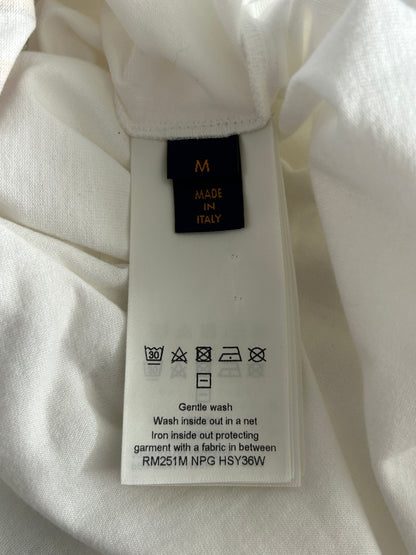 M
MADE
IN
ITALY
30
Gentle wash
Wash inside out in a net
Iron inside out protecting
garment with a fabric in between
RM251M NPG HSY36W